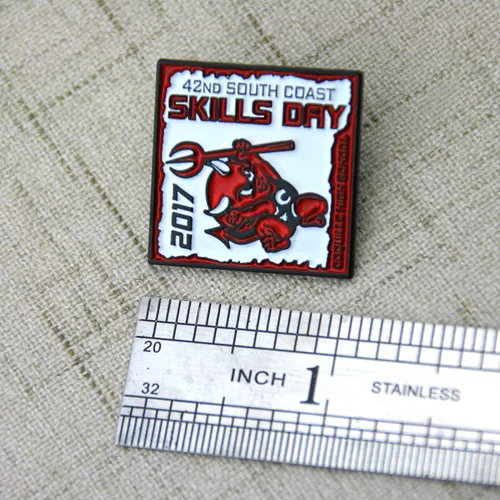 42ND SOUTH COAST
SKILLS DAY
2017
20
32
INCH 1 STAINLESS